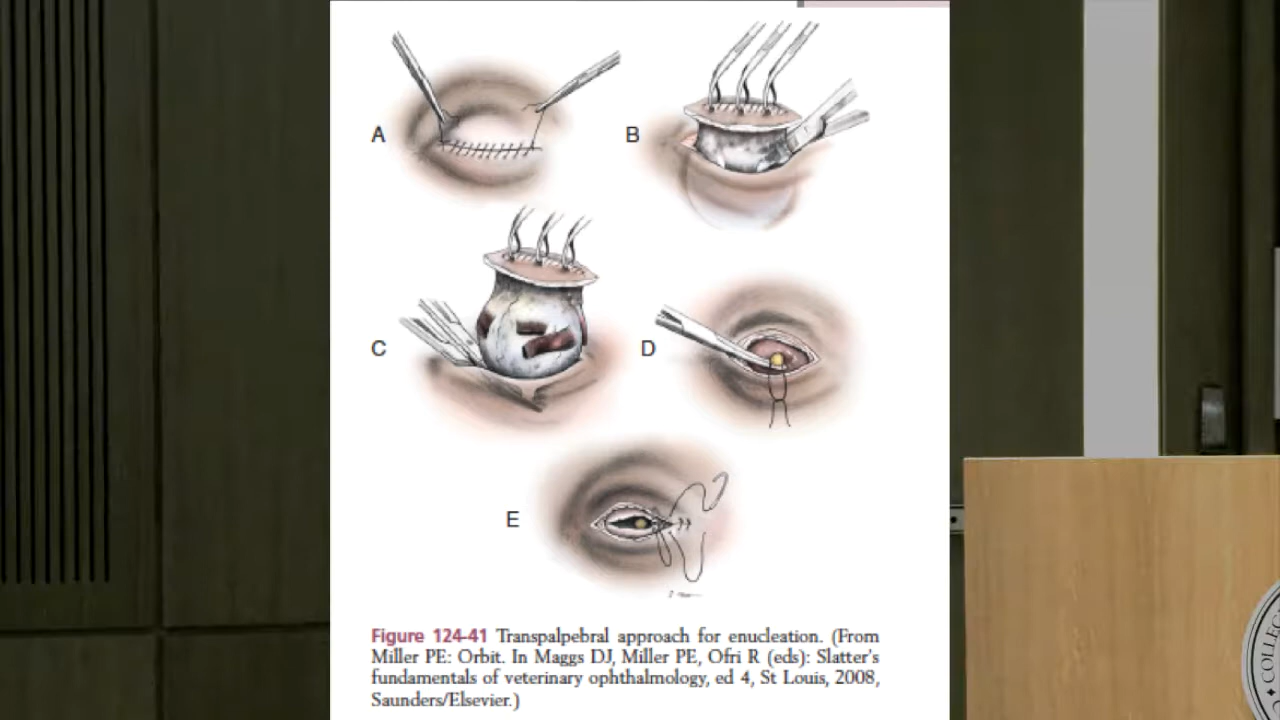 A
B
C
D
E
Figure 124-41 Transpalpebral approach for enucleation. (From
Miller PE: Orbit. In Maggs DJ, Miller PE, Ofri R (eds): Slatter's
fundamentals of veterinary ophthalmology, ed 4, St Louis, 2008,
Saunders/Elsevier.)